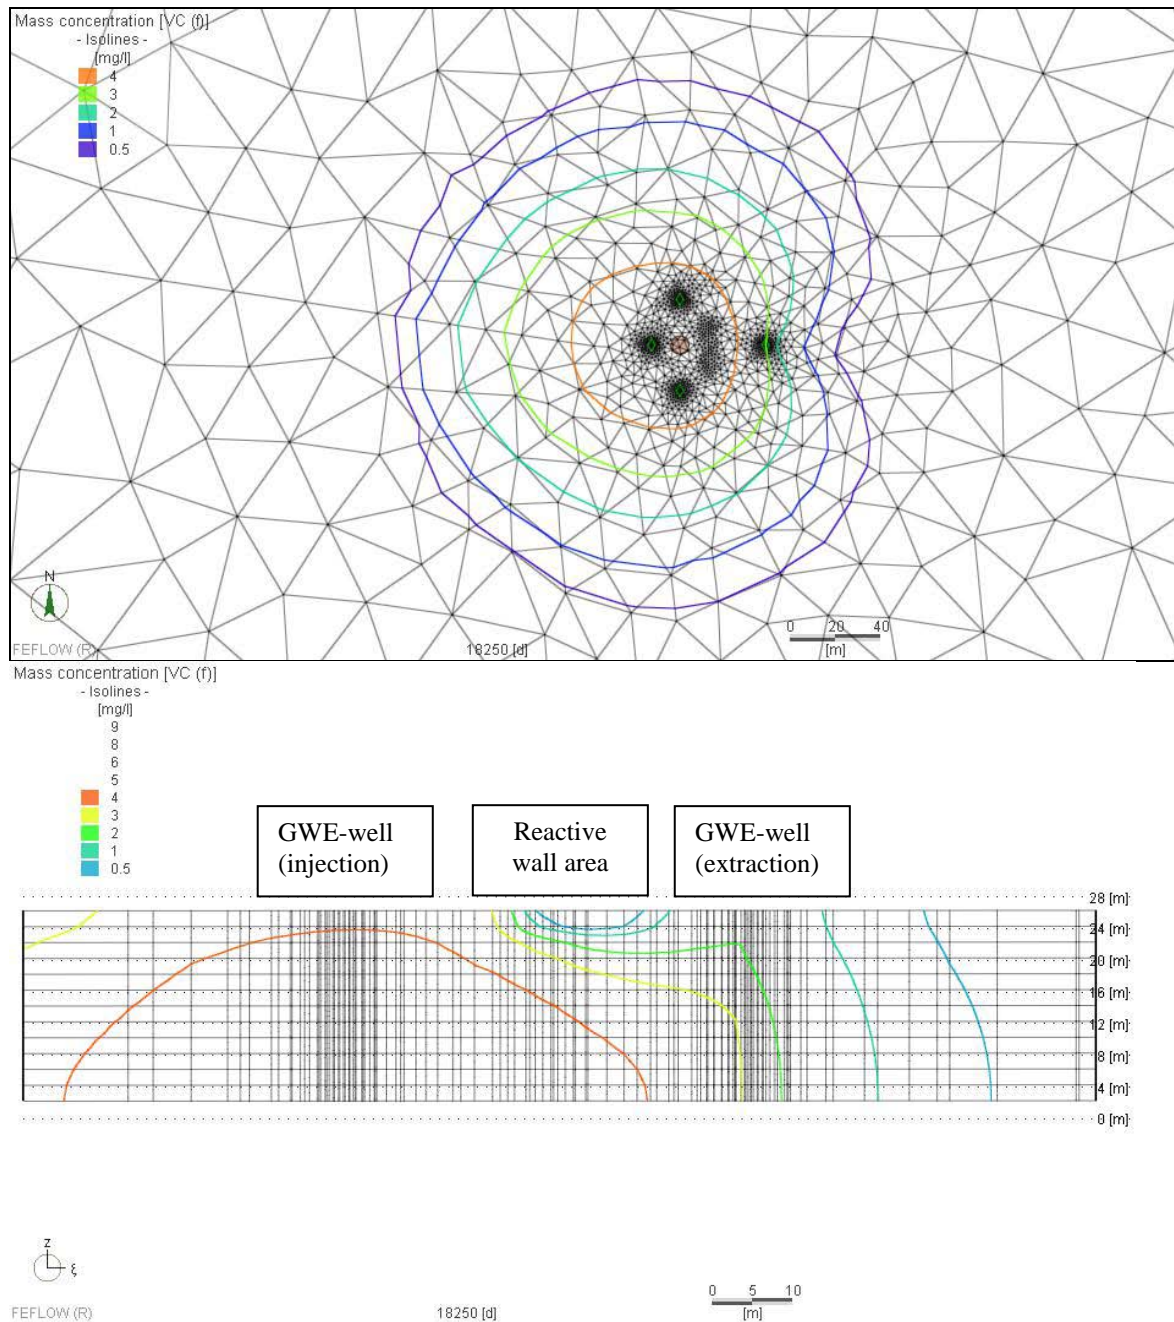 Mass concentration [VC (f)]
- Isolines -
[mg/l]
4
3
2
1
0.5
N
FEFLOW (R)
18250 [d]
0 20 40
[m]
Mass concentration [VC (f)]
- Isolines -
[mg/l]
9
8
6
5
4
3
2
1
0.5
GWE-well
(injection)
Reactive
wall area
GWE-well
(extraction)
28 [m]
24 [m]
20 [m]
16 [m]
12 [m]
8 [m]
4 [m]
0 [m]
z
ξ
FEFLOW (R)
18250 [d]
0 5 10
[m]